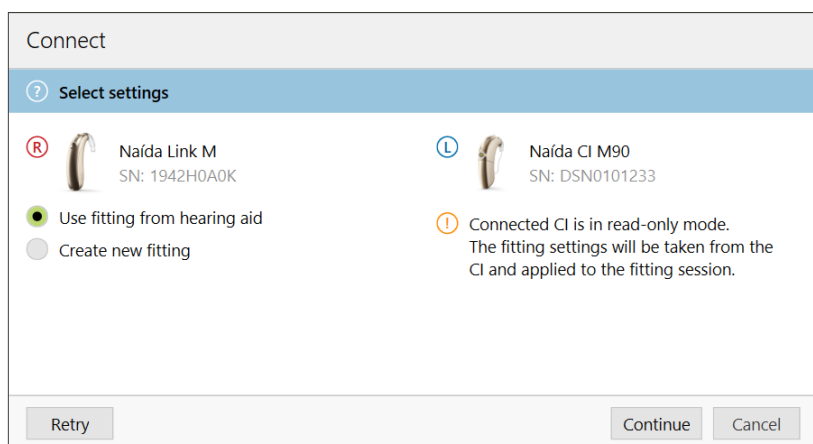 Connect
? Select settings
R Naída Link M
SN: 1942H0A0K
Use fitting from hearing aid
Create new fitting
L Naída CI M90
SN: DSN0101233
! Connected CI is in read-only mode.
The fitting settings will be taken from the
CI and applied to the fitting session.
Retry
Continue
Cancel